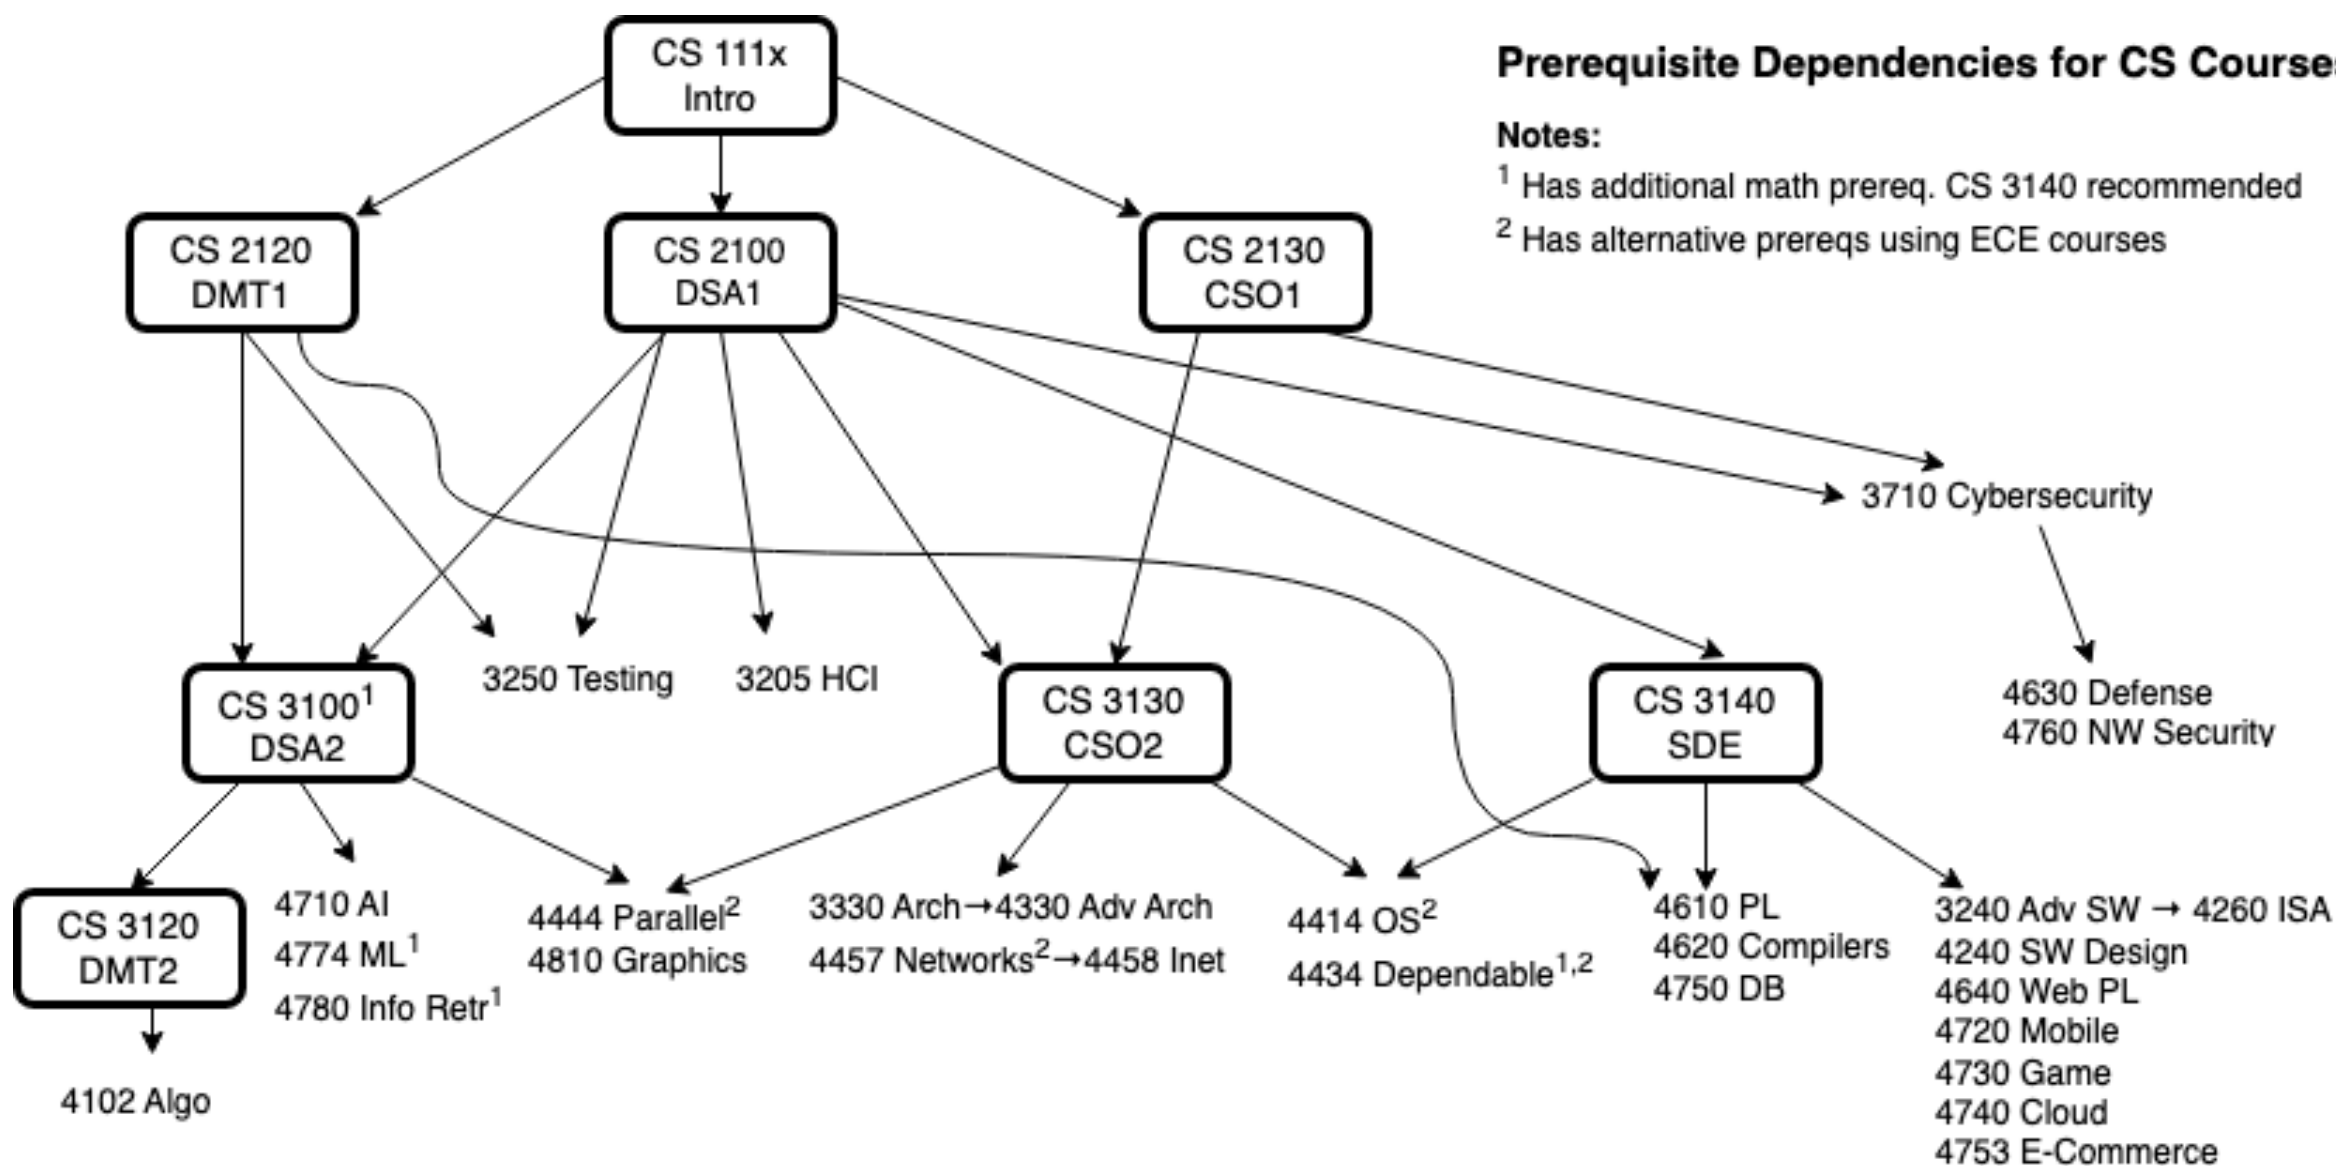 CS 111x
Intro
Prerequisite Dependencies for CS Course
Notes:
¹ Has additional math prereq. CS 3140 recommended
² Has alternative prereqs using ECE courses
CS 2120
DMT1
CS 2100
DSA1
CS 2130
CSO1
3710 Cybersecurity
CS 3100¹
DSA2
3250 Testing
3205 HCI
CS 3130
CSO2
CS 3140
SDE
4630 Defense
4760 NW Security
CS 3120
DMT2
4710 AI
4774 ML¹
4780 Info Retr¹
4444 Parallel²
4810 Graphics
3330 Arch→4330 Adv Arch
4457 Networks²→4458 Inet
4414 OS²
4434 Dependable¹,²
4610 PL
4620 Compilers
4750 DB
3240 Adv SW → 4260 ISA
4240 SW Design
4640 Web PL
4720 Mobile
4730 Game
4740 Cloud
4753 E-Commerce
4102 Algo